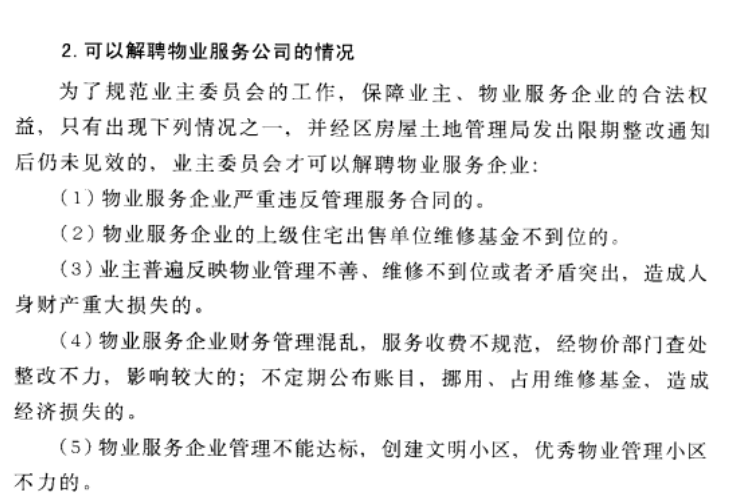 2. 可以解聘物业服务公司的情况
为了规范业主委员会的工作，保障业主、物业服务企业的合法权
益，只有出现下列情况之一，并经区房屋土地管理局发出限期整改通知
后仍未见效的，业主委员会才可以解聘物业服务企业：
（1）物业服务企业严重违反管理服务合同的。
（2）物业服务企业的上级住宅出售单位维修基金不到位的。
（3）业主普遍反映物业管理不善、维修不到位或者矛盾突出，造成人
身财产重大损失的。
（4）物业服务企业财务管理混乱，服务收费不规范，经物价部门查处
整改不力，影响较大的；不定期公布账目，挪用、占用维修基金，造成
经济损失的。
（5）物业服务企业管理不能达标，创建文明小区，优秀物业管理小区
不力的。